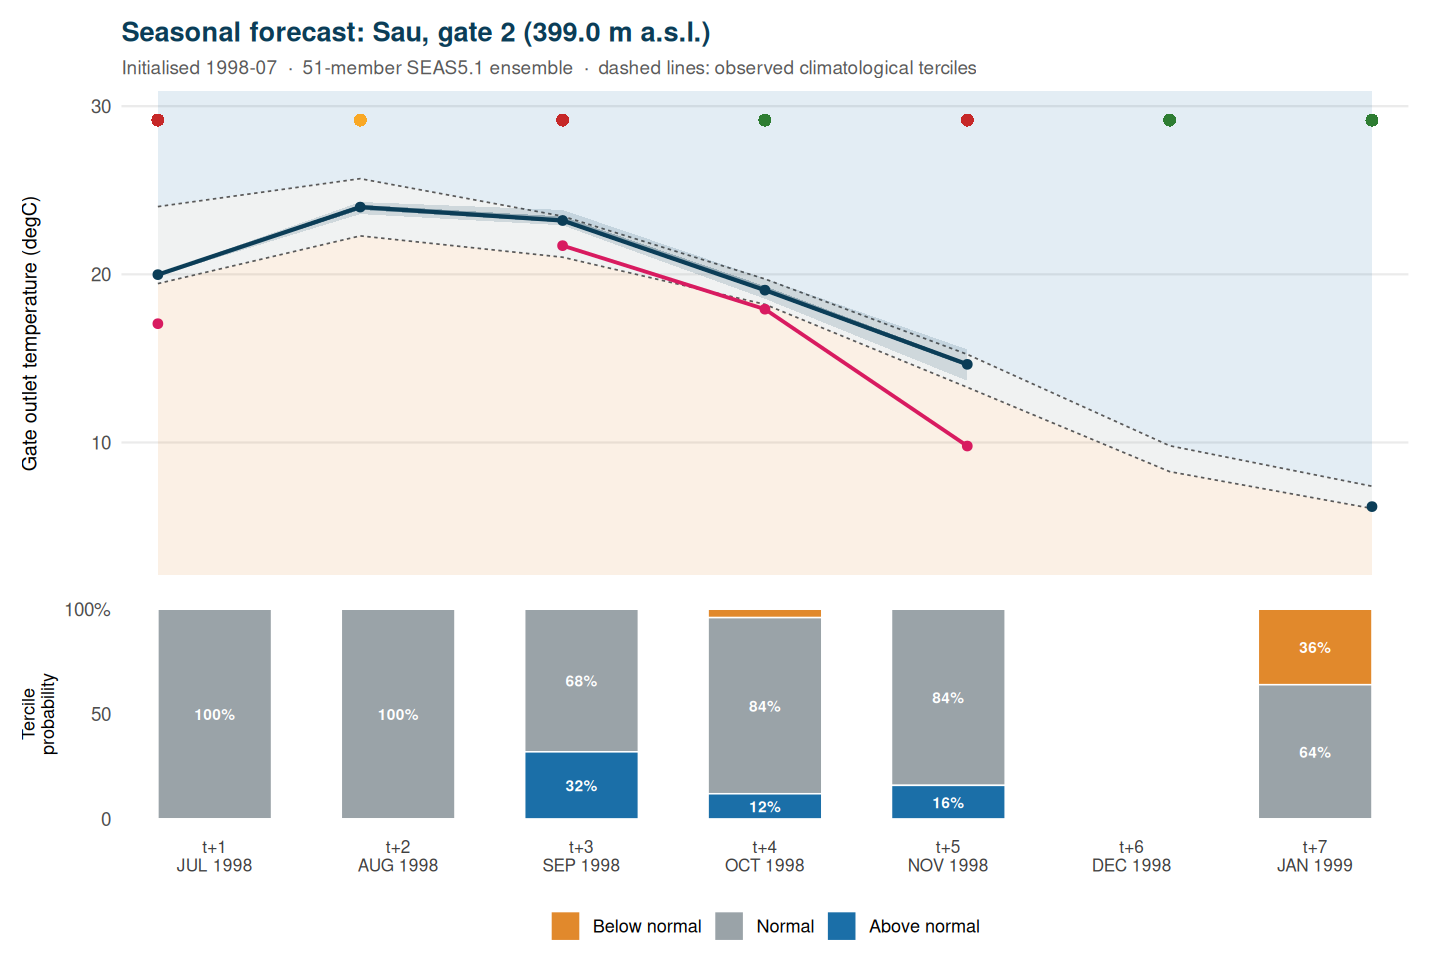 Seasonal forecast: Sau, gate 2 (399.0 m a.s.l.)
Initialised 1998-07 · 51-member SEAS5.1 ensemble · dashed lines: observed climatological terciles
Gate outlet temperature (degC)
30
20
10
Tercile
probability
100%
50
0
100%
100%
68%
32%
84%
12%
84%
16%
36%
64%
t+1
JUL 1998
t+2
AUG 1998
t+3
SEP 1998
t+4
OCT 1998
t+5
NOV 1998
t+6
DEC 1998
t+7
JAN 1999
Below normal
Normal
Above normal